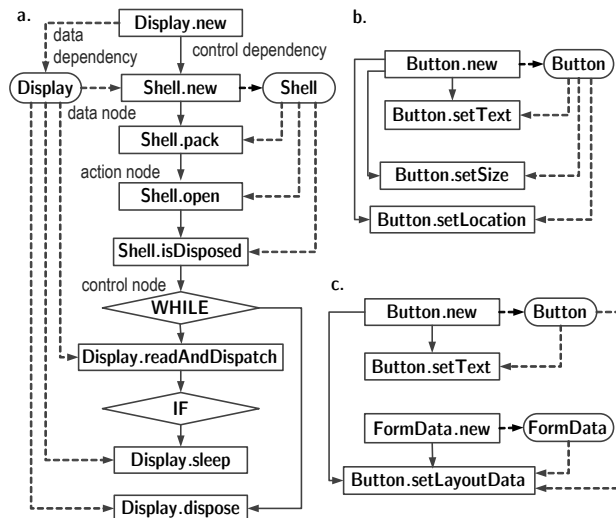 a.
Display.new
data
dependency
control dependency
Display
Shell.new
Shell
data node
Shell.pack
action node
Shell.open
Shell.isDisposed
control node
WHILE
Display.readAndDispatch
IF
Display.sleep
Display.dispose
b.
Button.new
Button
Button.setText
Button.setSize
Button.setLocation
c.
Button.new
Button
Button.setText
FormData.new
FormData
Button.setLayoutData